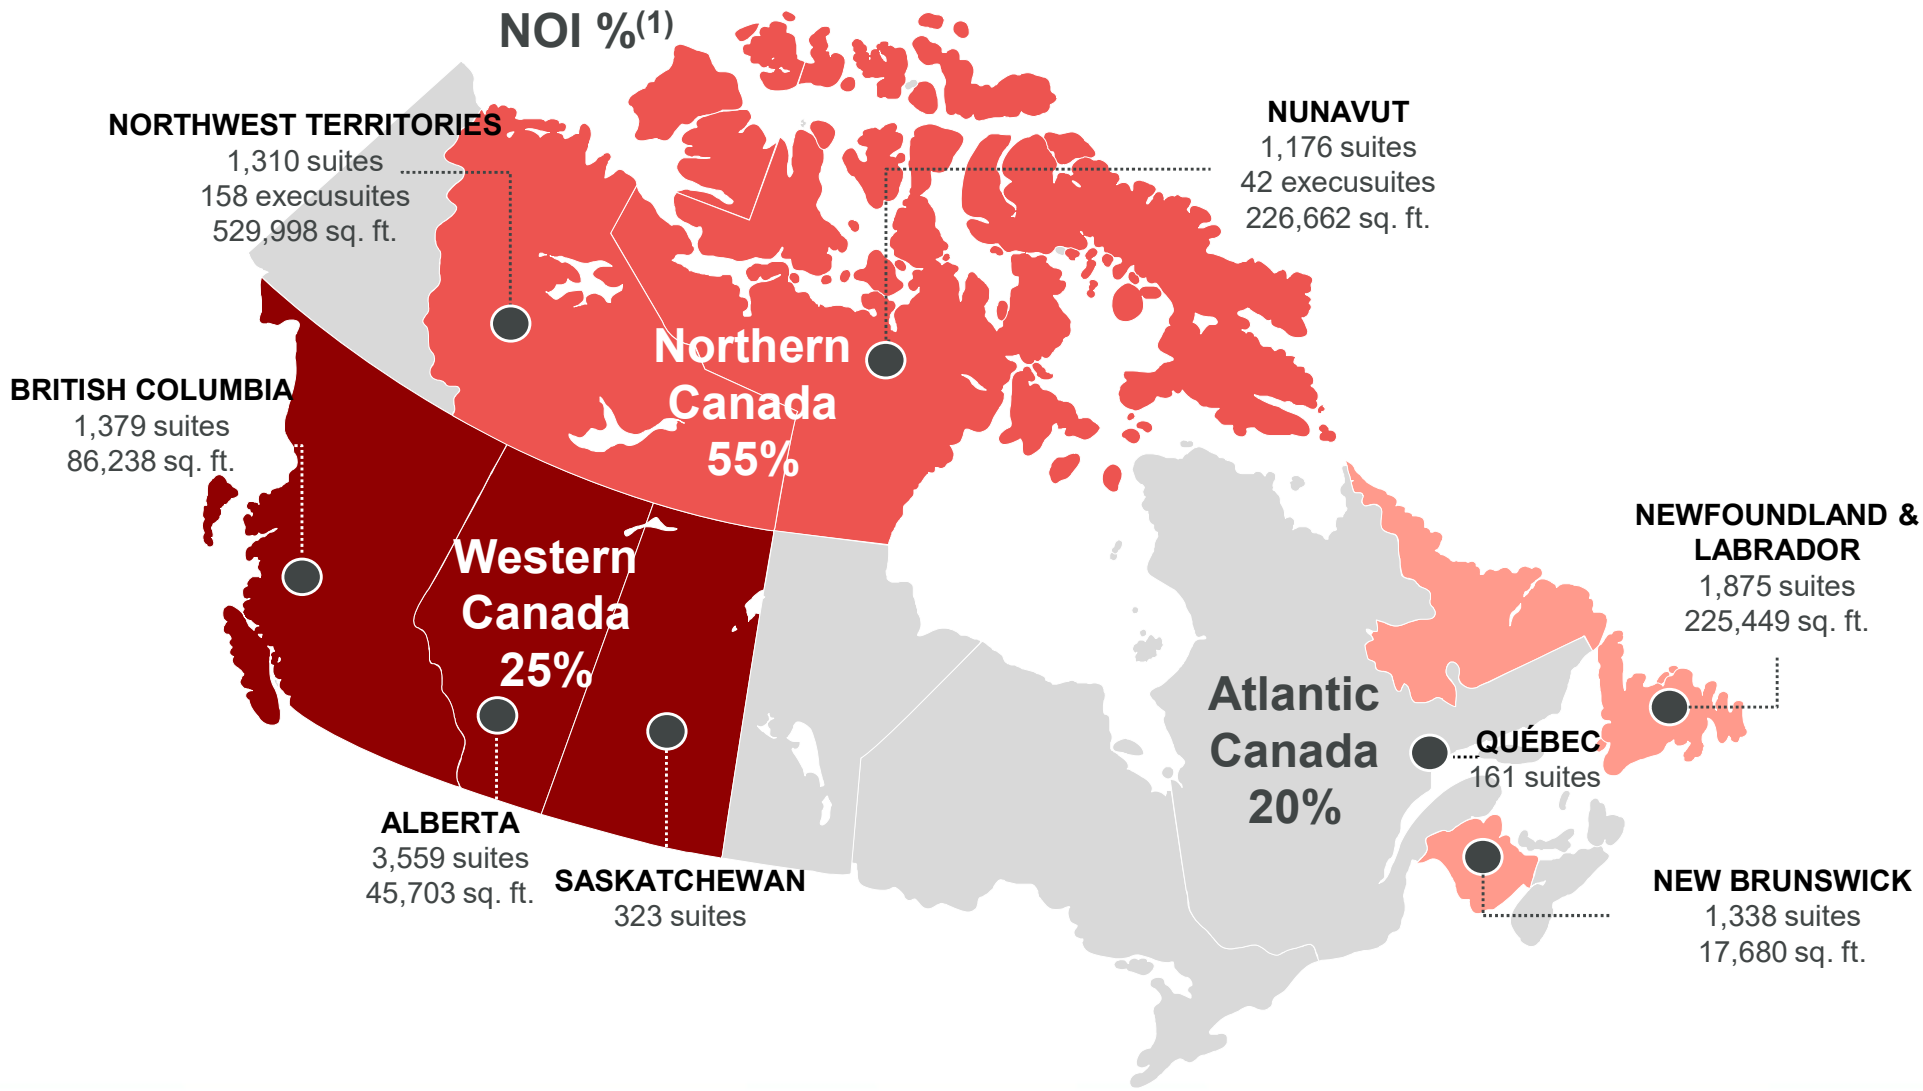 NOI %(1)
NORTHWEST TERRITORIES
1,310 suites
158 execusuites
529,998 sq. ft.
NUNAVUT
1,176 suites
42 execusuites
226,662 sq. ft.
Northern
Canada
55%
BRITISH COLUMBIA
1,379 suites
86,238 sq. ft.
Western
Canada
25%
NEWFOUNDLAND &
LABRADOR
1,875 suites
225,449 sq. ft.
Atlantic
Canada
20%
QUÉBEC
161 suites
ALBERTA
3,559 suites
45,703 sq. ft.
SASKATCHEWAN
323 suites
NEW BRUNSWICK
1,338 suites
17,680 sq. ft.